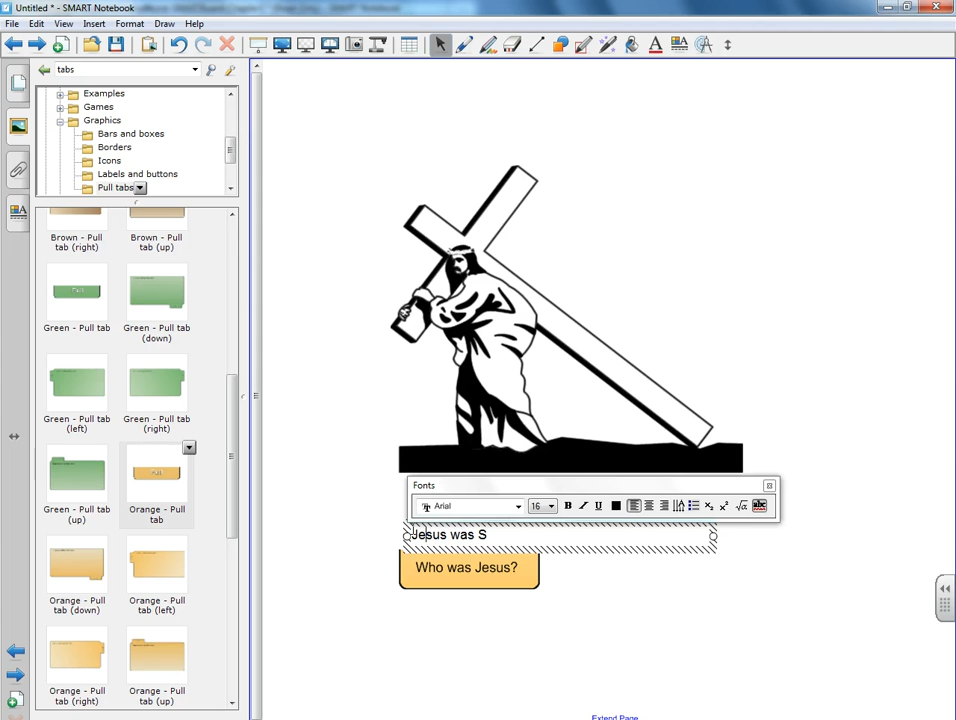 Untitled * - SMART Notebook
File Edit View Insert Format Draw Help
tabs
Examples
Games
Graphics
Bars and boxes
Borders
Icons
Labels and buttons
Pull tabs
Brown - Pull tab (right)
Brown - Pull tab (up)
Green - Pull tab
Green - Pull tab (down)
Green - Pull tab (left)
Green - Pull tab (right)
Green - Pull tab (up)
Orange - Pull tab
Orange - Pull tab (down)
Orange - Pull tab (left)
Orange - Pull tab (right)
Orange - Pull tab (up)
Fonts
Arial 16 B I U
Jesus was S
Who was Jesus?
Extend Page